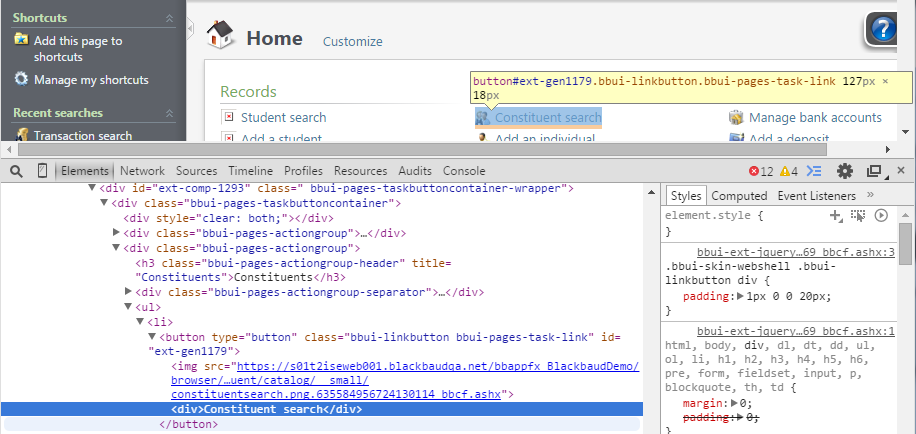 Shortcuts
Add this page to
shortcuts
Manage my shortcuts
Recent searches
Transaction search
Home Customize
Records
Student search
Add a student
button#ext-gen1179.bbui-linkbutton.bbui-pages-task-link 127px ×
18px
Constituent search
Add an individual
Manage bank accounts
Add a deposit
Elements Network Sources Timeline Profiles Resources Audits Console
12 4
<div id="ext-comp-1293" class=" bbui-pages-taskbuttoncontainer-wrapper">
<div class="bbui-pages-taskbuttoncontainer">
<div style="clear: both;"></div>
<div class="bbui-pages-actiongroup">…</div>
<div class="bbui-pages-actiongroup">
<h3 class="bbui-pages-actiongroup-header" title=
"Constituents">Constituents</h3>
<div class="bbui-pages-actiongroup-separator">…</div>
<ul>
<li>
<button type="button" class="bbui-linkbutton bbui-pages-task-link" id=
"ext-gen1179">
<img src="https://s01t2iseweb001.blackbaudqa.net/bbappfx_BlackbaudDemo/
browser/…uent/catalog/__small/
constituentsearch.png.635584956724130114_bbcf.ashx">
<div>Constituent search</div>
</button>
Styles Computed Event Listeners »
element.style {
}
bbui-ext-jquery…69_bbcf.ashx:3
.bbui-skin-webshell .bbui-
linkbutton div {
padding: 1px 0 0 20px;
}
bbui-ext-jquery…69_bbcf.ashx:1
html, body, div, dl, dt, dd, ul,
ol, li, h1, h2, h3, h4, h5, h6,
pre, form, fieldset, input, p,
blockquote, th, td {
margin: 0;
padding: 0;